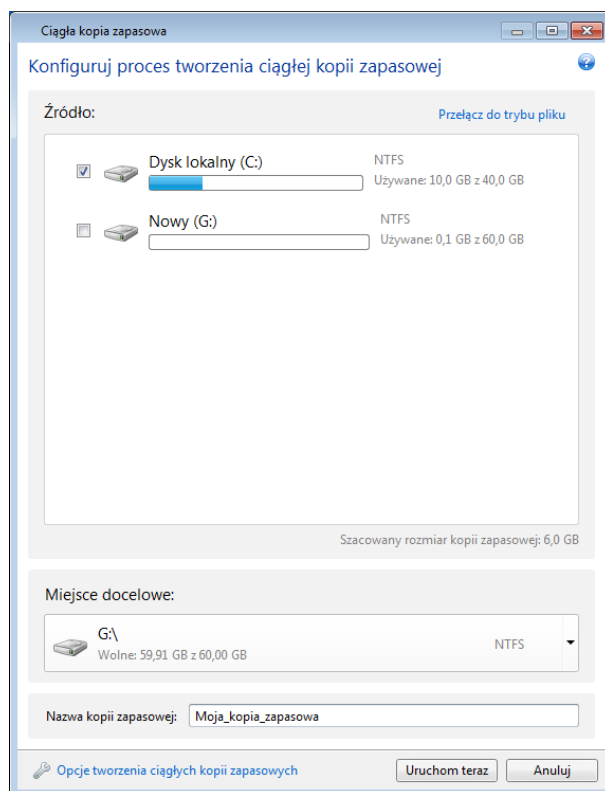 Ciągła kopia zapasowa
Konfiguruj proces tworzenia ciągłej kopii zapasowej
Źródło:
Przełącz do trybu pliku
Dysk lokalny (C:)
NTFS
Używane: 10,0 GB z 40,0 GB
Nowy (G:)
NTFS
Używane: 0,1 GB z 60,0 GB
Szacowany rozmiar kopii zapasowej: 6,0 GB
Miejsce docelowe:
G:\
Wolne: 59,91 GB z 60,00 GB
NTFS
Nazwa kopii zapasowej: Moja_kopia_zapasowa
Opcje tworzenia ciągłych kopii zapasowych
Uruchom teraz
Anuluj